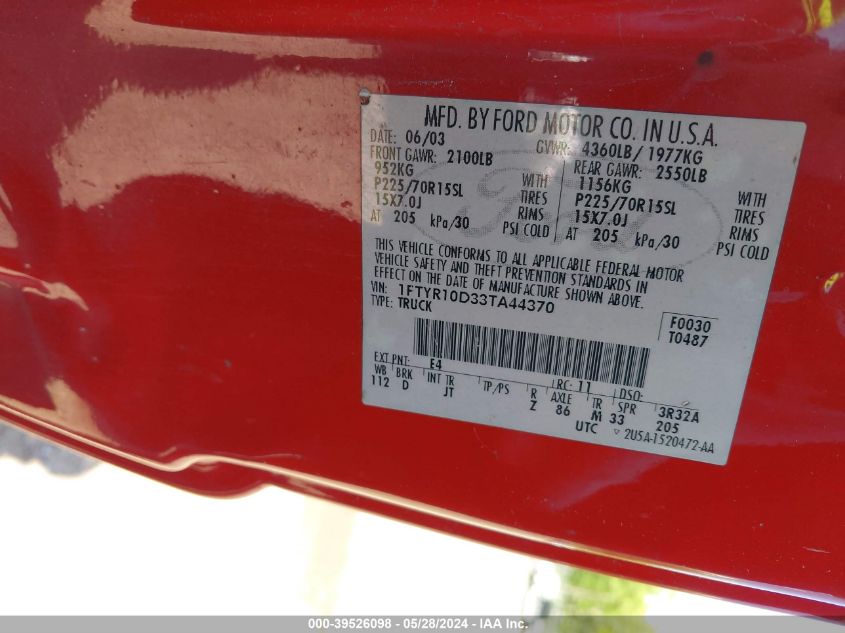 MFD. BY FORD MOTOR CO. IN U.S.A.
DATE: 06/03 GVWR: 4360LB/ 1977KG
FRONT GAWR: 2100LB REAR GAWR: 2550LB
952KG WITH 1156KG WITH
P225/70R15SL TIRES P225/70R15SL TIRES
15X7.0J RIMS 15X7.0J RIMS
AT 205 kPa/30 PSI COLD AT 205 kPa/30 PSI COLD
THIS VEHICLE CONFORMS TO ALL APPLICABLE FEDERAL MOTOR
VEHICLE SAFETY AND THEFT PREVENTION STANDARDS IN
EFFECT ON THE DATE OF MANUFACTURE SHOWN ABOVE.
VIN: 1FTYR10D33TA44370 F0030
TYPE: TRUCK T0487
EXT PNT: E4 LRC: 11 DSO:
WB BRK INT TR TP/PS R AXLE TR SPR 3R32A
112 D JT Z 86 M 33 205
UTC 2U5A-1520472-AA
Ford
000-39526098 - 05/28/2024 - IAA Inc.